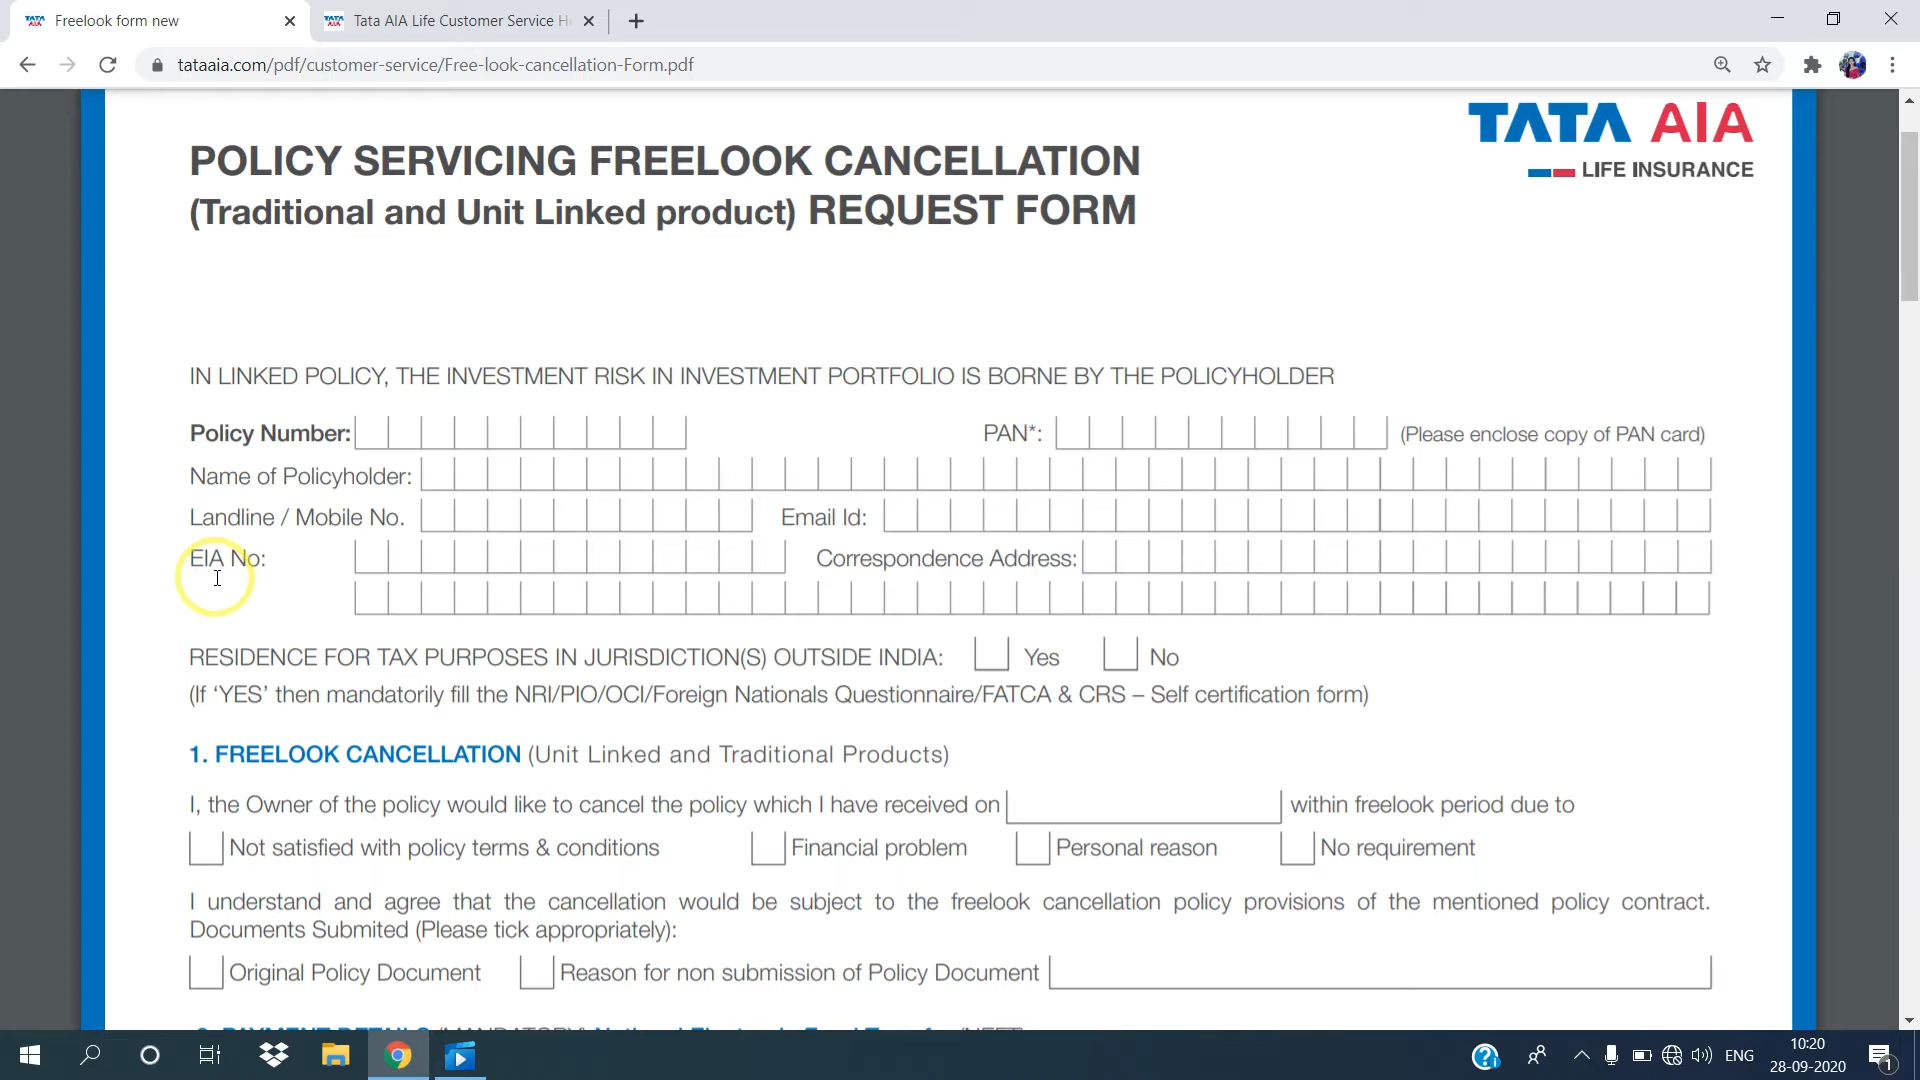 Freelook form new
Tata AIA Life Customer Service H
tataaia.com/pdf/customer-service/Free-look-cancellation-Form.pdf
TATA AIA
LIFE INSURANCE
POLICY SERVICING FREELOOK CANCELLATION
(Traditional and Unit Linked product) REQUEST FORM
IN LINKED POLICY, THE INVESTMENT RISK IN INVESTMENT PORTFOLIO IS BORNE BY THE POLICYHOLDER
Policy Number: PAN*: (Please enclose copy of PAN card)
Name of Policyholder:
Landline / Mobile No. Email Id:
EIA No: Correspondence Address:
RESIDENCE FOR TAX PURPOSES IN JURISDICTION(S) OUTSIDE INDIA: Yes No
(If ‘YES’ then mandatorily fill the NRI/PIO/OCI/Foreign Nationals Questionnaire/FATCA & CRS – Self certification form)
1. FREELOOK CANCELLATION (Unit Linked and Traditional Products)
I, the Owner of the policy would like to cancel the policy which I have received on within freelook period due to
Not satisfied with policy terms & conditions Financial problem Personal reason No requirement
I understand and agree that the cancellation would be subject to the freelook cancellation policy provisions of the mentioned policy contract.
Documents Submited (Please tick appropriately):
Original Policy Document Reason for non submission of Policy Document
ENG
10:20
28-09-2020
1